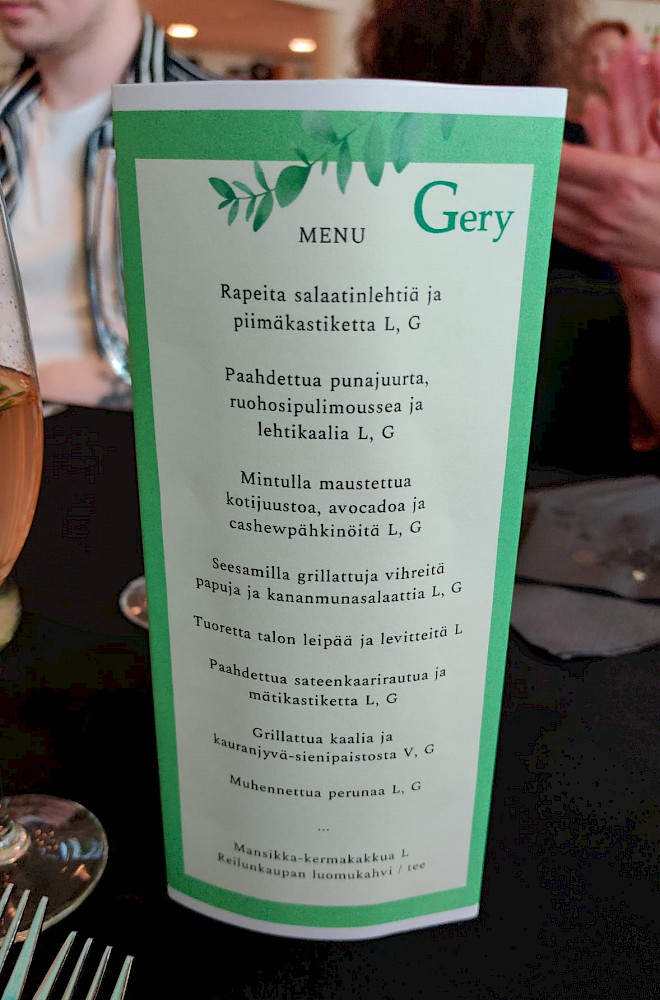 Gery
MENU
Rapeita salaatinlehtiä ja
piimäkastiketta L, G
Paahdettua punajuurta,
ruohosipulimoussea ja
lehtikaalia L, G
Mintulla maustettua
kotijuustoa, avocadoa ja
cashewpähkinöitä L, G
Seesamilla grillattuja vihreitä
papuja ja kananmunasalaattia L, G
Tuoretta talon leipää ja levitteitä L
Paahdettua sateenkaarirautua ja
mätikastiketta L, G
Grillattua kaalia ja
kauranjyvä-sienipaistosta V, G
Muhennettua perunaa L, G
...
Mansikka-kermakakkua L
Reilunkaupan luomukahvi / tee